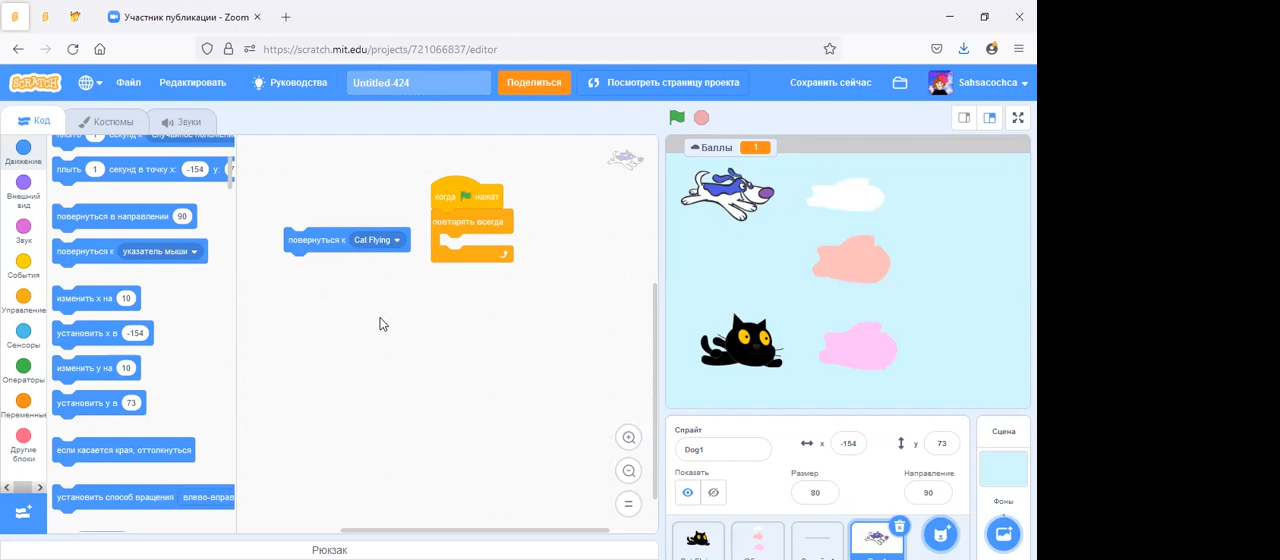 Участник публикации - Zoom
https://scratch.mit.edu/projects/721066837/editor
SCRATCH
Файл
Редактировать
Руководства
Untitled-424
Поделиться
Посмотреть страницу проекта
Сохранить сейчас
Sahsacochca
Код
Костюмы
Звуки
Движение
Внешний вид
Звук
События
Управление
Сенсоры
Операторы
Переменные
Другие блоки
плыть 1 секунд в точку x: -154 y:
повернуться в направлении 90
повернуться к указатель мыши
изменить x на 10
установить x в -154
изменить y на 10
установить y в 73
если касается края, оттолкнуться
установить способ вращения влево-вправ
повернуться к Cat Flying
когда нажат
повторять всегда
Баллы 1
Спрайт
Dog1
x -154
y 73
Показать
Размер
80
Направление
90
Сцена
Фоны
Рюкзак